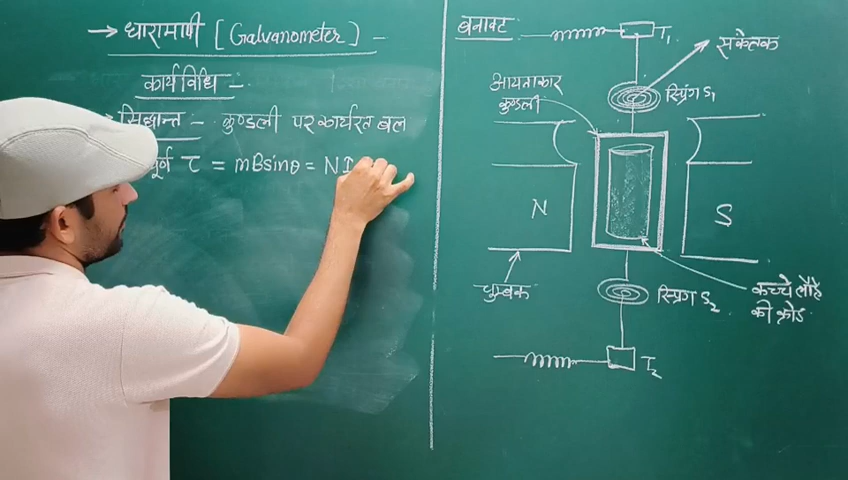 → धारामापी [Galvanometer) -
कार्यविधि -
सिद्धान्त - कुण्डली पर कार्यरत बल
पूर्ण τ = mBsinθ = NI
बनावट
T₁
संकेतक
आयताकार
कुण्डली
स्प्रिंग S₁
N
S
चुम्बक
स्प्रिंग S₂
कच्चे लौहे
की क्रोड
T₂